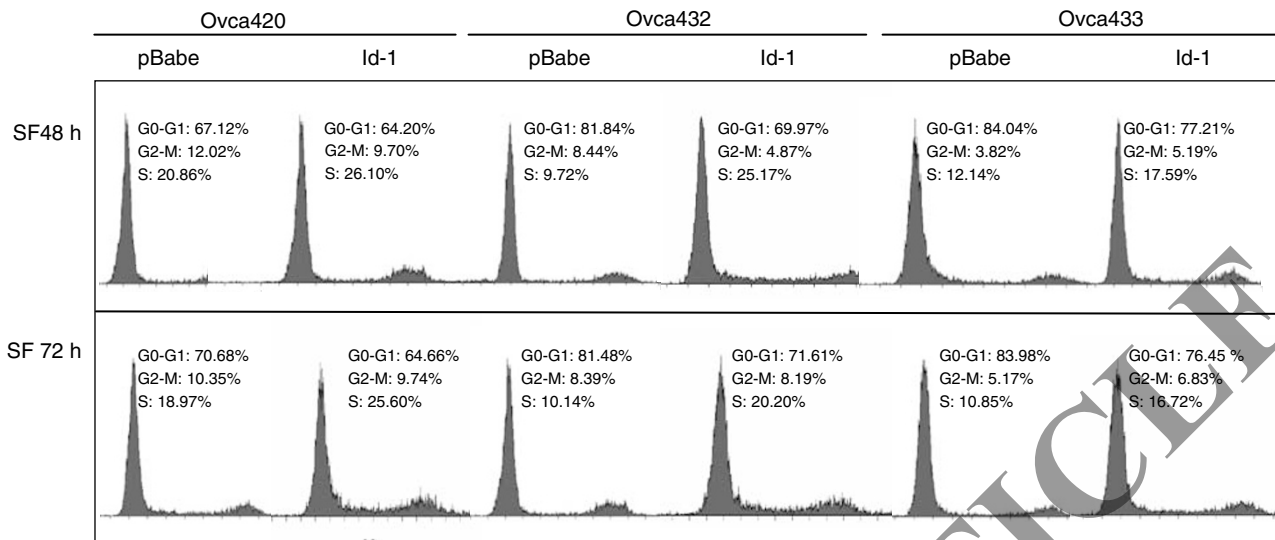 Ovca420 Ovca432 Ovca433
pBabe Id-1 pBabe Id-1 pBabe Id-1
SF48 h
G0-G1: 67.12%
G2-M: 12.02%
S: 20.86%
G0-G1: 64.20%
G2-M: 9.70%
S: 26.10%
G0-G1: 81.84%
G2-M: 8.44%
S: 9.72%
G0-G1: 69.97%
G2-M: 4.87%
S: 25.17%
G0-G1: 84.04%
G2-M: 3.82%
S: 12.14%
G0-G1: 77.21%
G2-M: 5.19%
S: 17.59%
SF 72 h
G0-G1: 70.68%
G2-M: 10.35%
S: 18.97%
G0-G1: 64.66%
G2-M: 9.74%
S: 25.60%
G0-G1: 81.48%
G2-M: 8.39%
S: 10.14%
G0-G1: 71.61%
G2-M: 8.19%
S: 20.20%
G0-G1: 83.98%
G2-M: 5.17%
S: 10.85%
G0-G1: 76.45 %
G2-M: 6.83%
S: 16.72%
TICLE